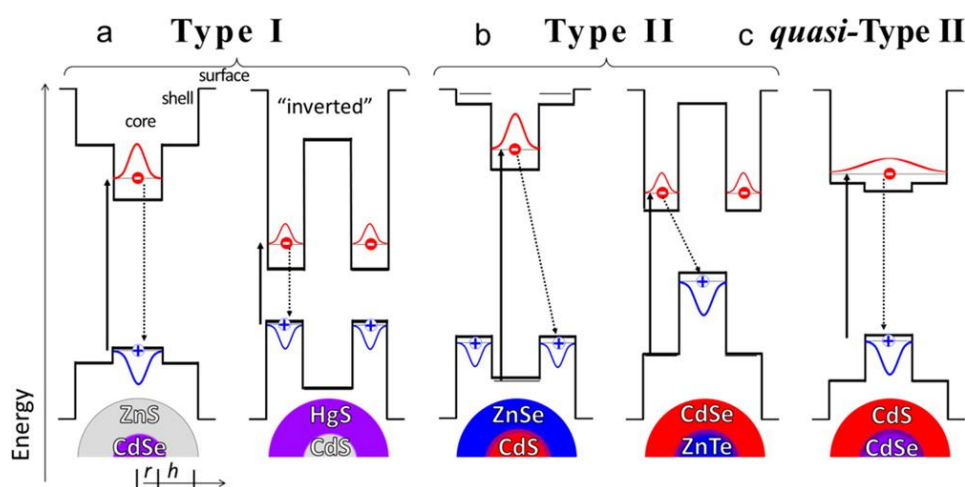 a Type I
b Type II
c quasi-Type II
surface
shell
core
"inverted"
Energy
ZnS
CdSe
HgS
CdS
ZnSe
CdS
CdSe
ZnTe
CdS
CdSe
r h